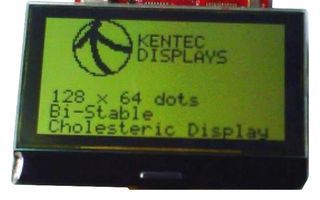 KENTEC
DISPLAYS
128 x 64 dots
Bi-Stable
Cholesteric Display